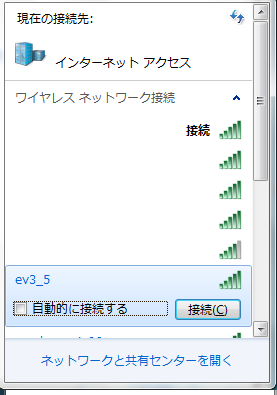 現在の接続先:
インターネット アクセス
ワイヤレス ネットワーク接続
接続
ev3_5
自動的に接続する
接続(C)
ネットワークと共有センターを開く